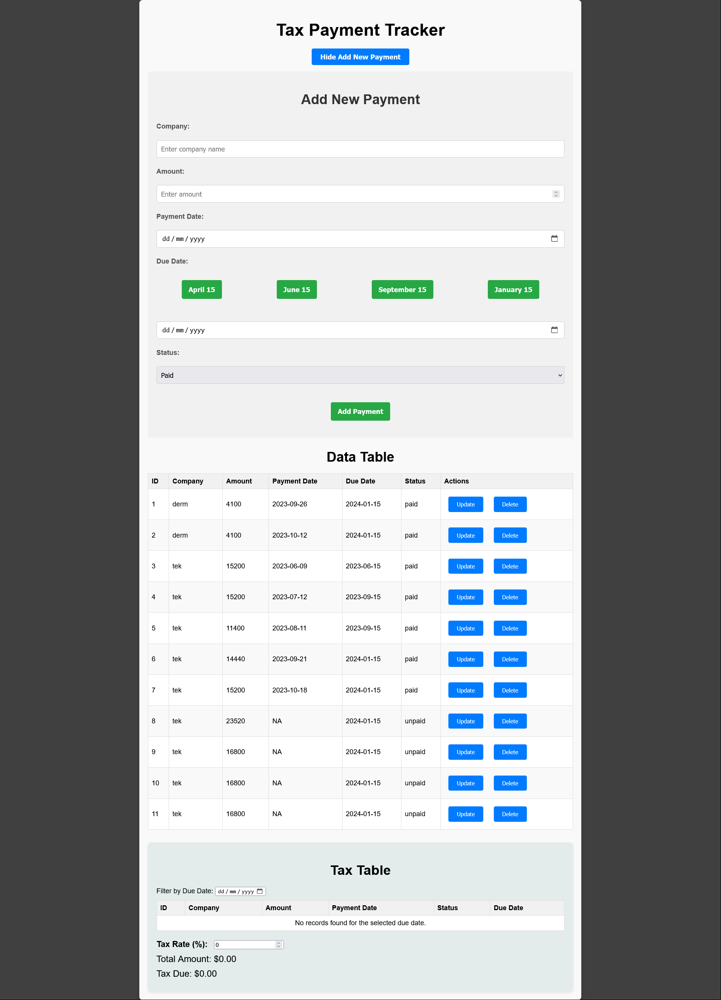 Tax Payment Tracker
Hide Add New Payment
Add New Payment
Company:
Enter company name
Amount:
Enter amount
Payment Date:
dd / mm / yyyy
Due Date:
April 15 June 15 September 15 January 15
dd / mm / yyyy
Status:
Paid
Add Payment
Data Table
ID Company Amount Payment Date Due Date Status Actions
1 derm 4100 2023-09-26 2024-01-15 paid Update Delete
2 derm 4100 2023-10-12 2024-01-15 paid Update Delete
3 tek 15200 2023-06-09 2023-06-15 paid Update Delete
4 tek 15200 2023-07-12 2023-09-15 paid Update Delete
5 tek 11400 2023-08-11 2023-09-15 paid Update Delete
6 tek 14440 2023-09-21 2024-01-15 paid Update Delete
7 tek 15200 2023-10-18 2024-01-15 paid Update Delete
8 tek 23520 NA 2024-01-15 unpaid Update Delete
9 tek 16800 NA 2024-01-15 unpaid Update Delete
10 tek 16800 NA 2024-01-15 unpaid Update Delete
11 tek 16800 NA 2024-01-15 unpaid Update Delete
Tax Table
Filter by Due Date: dd / mm / yyyy
ID Company Amount Payment Date Status Due Date
No records found for the selected due date.
Tax Rate (%): 0
Total Amount: $0.00
Tax Due: $0.00